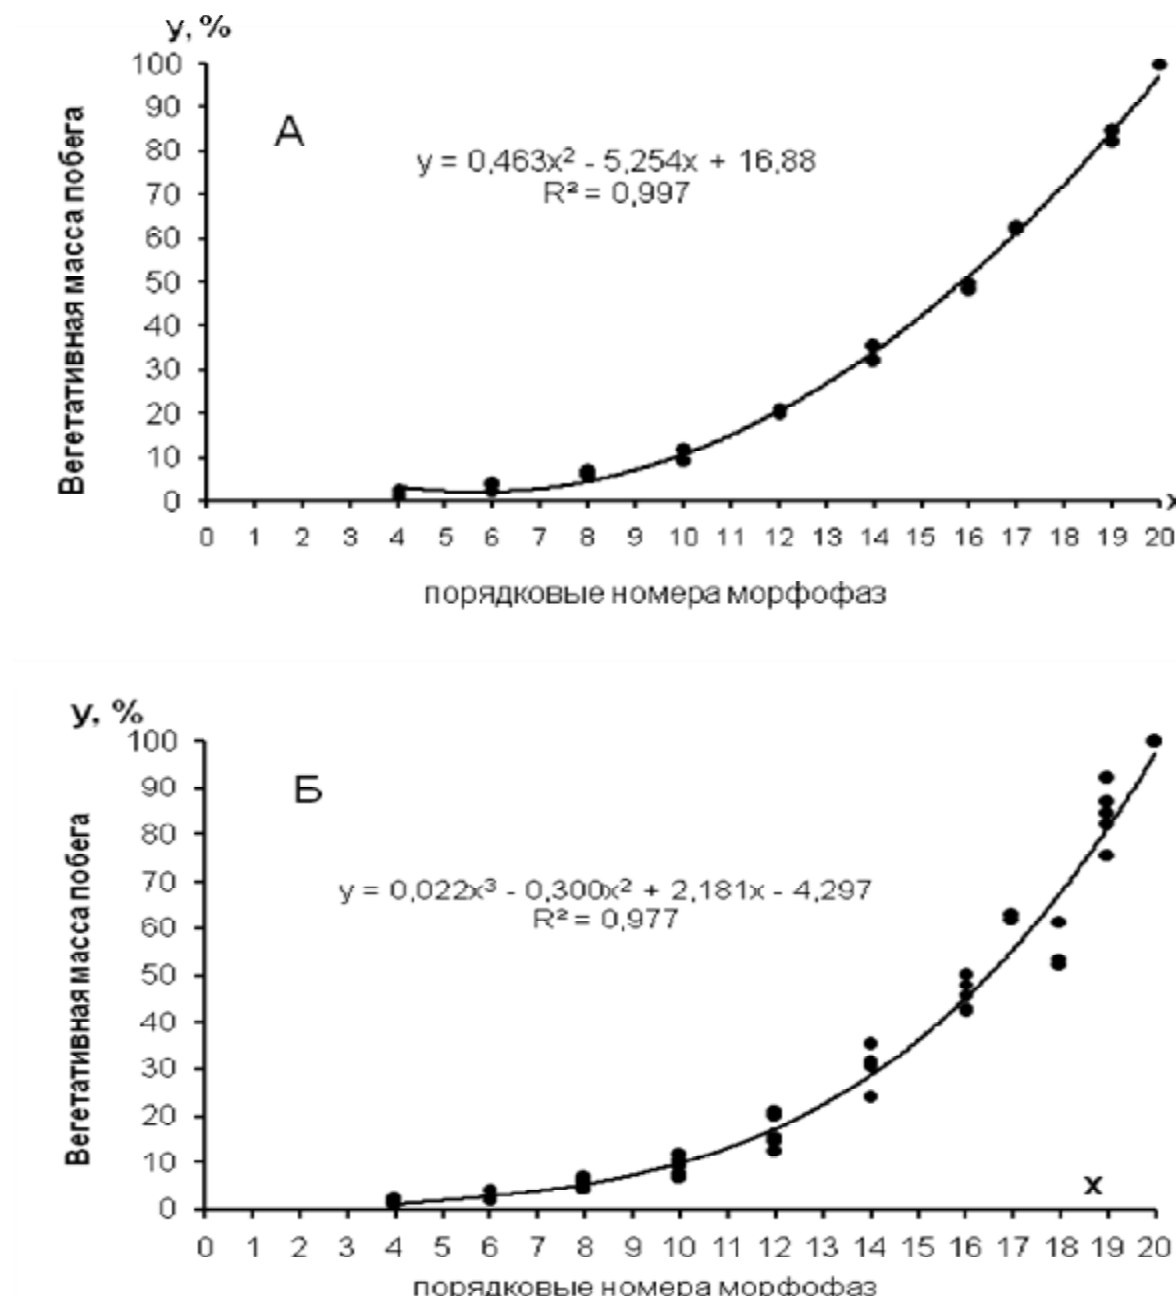 y, %
100
90
80
70
60
50
40
30
20
10
0
Вегетативная масса побега
А
y = 0,463x² - 5,254x + 16,88
R² = 0,997
x
0 1 2 3 4 5 6 7 8 9 10 11 12 13 14 15 16 17 18 19 20
порядковые номера морфофаз
y, %
100
90
80
70
60
50
40
30
20
10
0
Вегетативная масса побега
Б
y = 0,022x³ - 0,300x² + 2,181x - 4,297
R² = 0,977
x
0 1 2 3 4 5 6 7 8 9 10 11 12 13 14 15 16 17 18 19 20
порядковые номера морфофаз